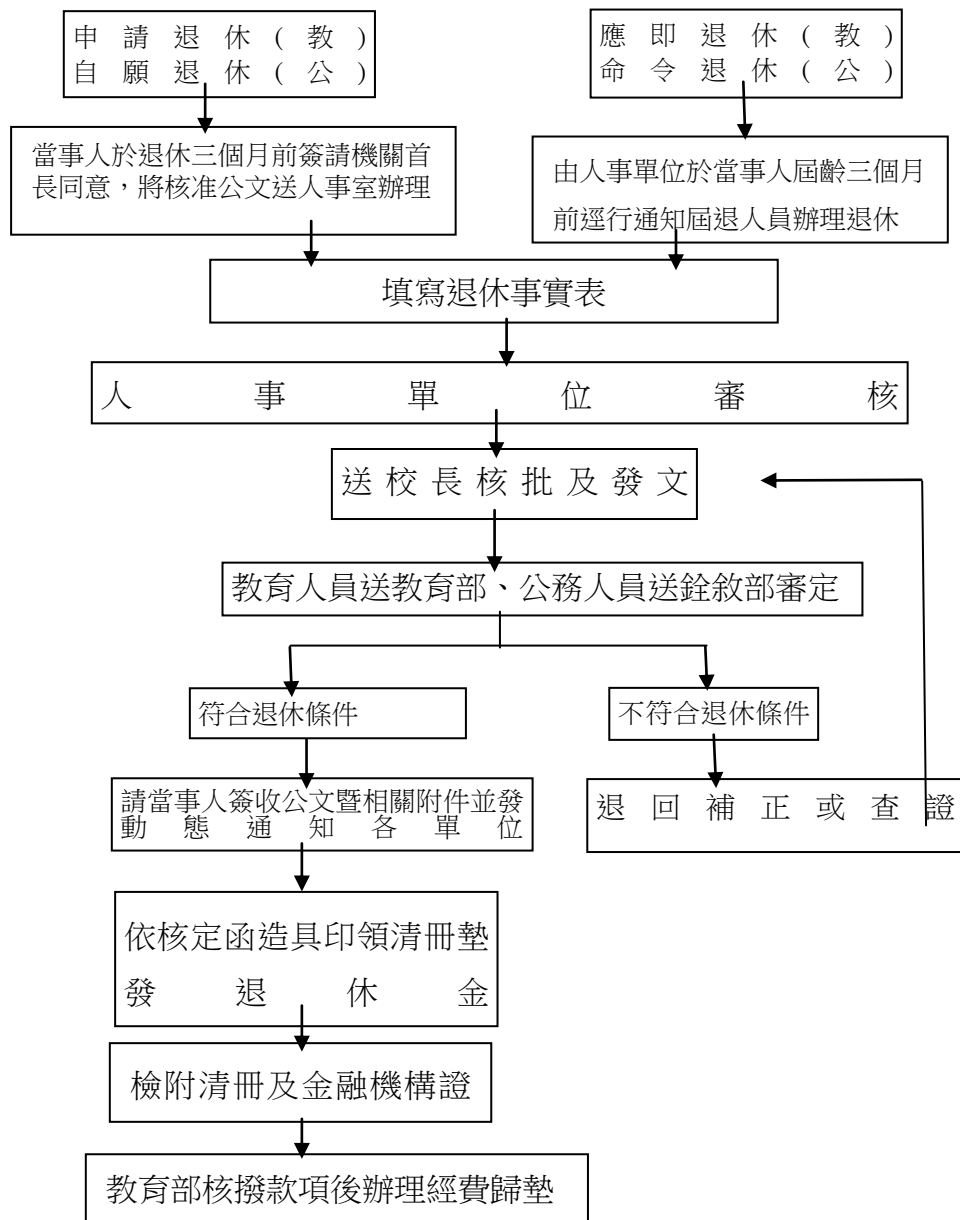 申請退休(教)
自願退休(公)
應即退休(教)
命令退休(公)
當事人於退休三個月前簽請機關首
長同意，將核准公文送人事室辦理
由人事單位於當事人屆齡三個月
前逕行通知屆退人員辦理退休
填寫退休事實表
人事單位審核
送校長核批及發文
教育人員送教育部、公務人員送銓敘部審定
符合退休條件
不符合退休條件
請當事人簽收公文暨相關附件並發
動態通知各單位
退回補正或查證
依核定函造具印領清冊墊
發退休金
檢附清冊及金融機構證
教育部核撥款項後辦理經費歸墊